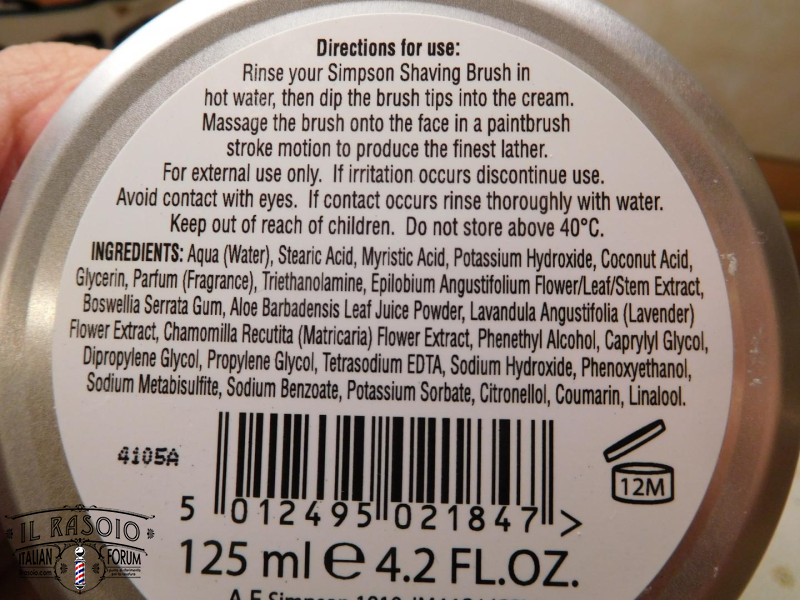 Directions for use:
Rinse your Simpson Shaving Brush in
hot water, then dip the brush tips into the cream.
Massage the brush onto the face in a paintbrush
stroke motion to produce the finest lather.
For external use only. If irritation occurs discontinue use.
Avoid contact with eyes. If contact occurs rinse thoroughly with water.
Keep out of reach of children. Do not store above 40°C.
INGREDIENTS: Aqua (Water), Stearic Acid, Myristic Acid, Potassium Hydroxide, Coconut Acid,
Glycerin, Parfum (Fragrance), Triethanolamine, Epilobium Angustifolium Flower/Leaf/Stem Extract,
Boswellia Serrata Gum, Aloe Barbadensis Leaf Juice Powder, Lavandula Angustifolia (Lavender)
Flower Extract, Chamomilla Recutita (Matricaria) Flower Extract, Phenethyl Alcohol, Caprylyl Glycol,
Dipropylene Glycol, Propylene Glycol, Tetrasodium EDTA, Sodium Hydroxide, Phenoxyethanol,
Sodium Metabisulfite, Sodium Benzoate, Potassium Sorbate, Citronellol, Coumarin, Linalool.
4105A
12M
5 012495 021847 >
125 ml e 4.2 FL.OZ.
A.E Simpson 1919,
IL RASOIO
ITALIAN FORUM